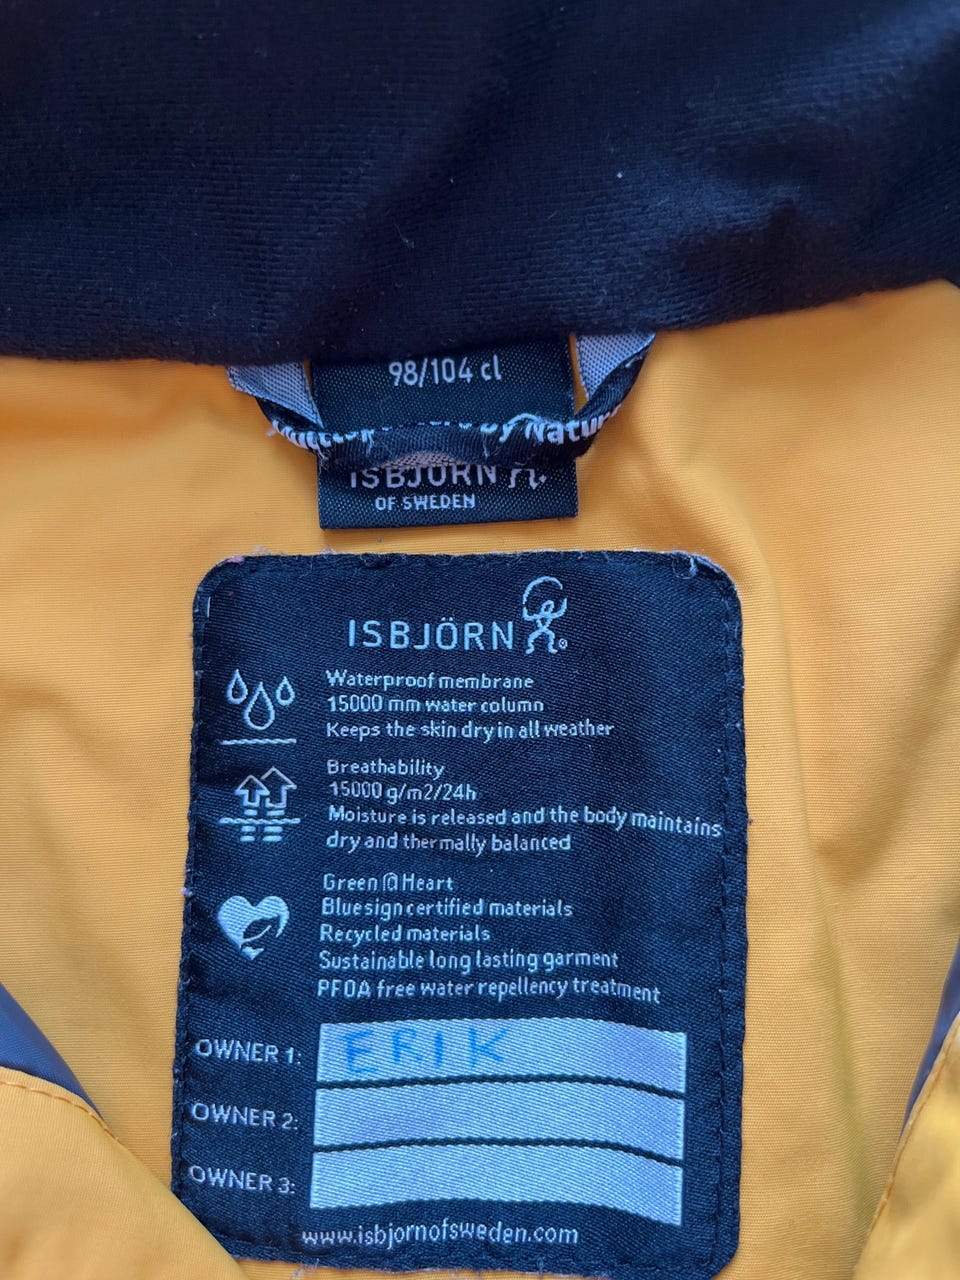 98/104 cl
by Natur
ISBJÖRN
OF SWEDEN
ISBJÖRN ®
Waterproof membrane
15000 mm water column
Keeps the skin dry in all weather
Breathability
15000 g/m2/24h
Moisture is released and the body maintains
dry and thermally balanced
Green @ Heart
Bluesign certified materials
Recycled materials
Sustainable long lasting garment
PFOA free water repellency treatment
OWNER 1: ERIK
OWNER 2:
OWNER 3:
www.isbjornofsweden.com